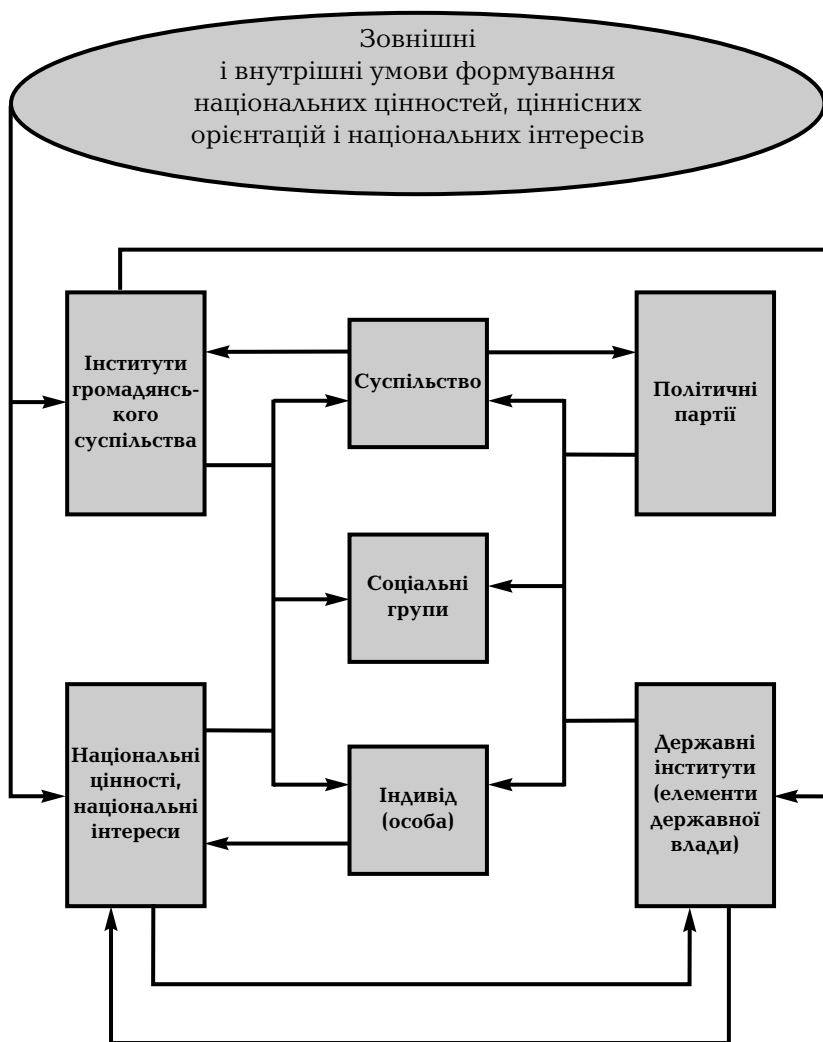 Зовнішні
і внутрішні умови формування
національних цінностей, ціннісних
орієнтацій і національних інтересів
Інститути
громадянсь-
кого
суспільства
Суспільство
Політичні
партії
Соціальні
групи
Національні
цінності,
національні
інтереси
Індивід
(особа)
Державні
інститути
(елементи
державної
влади)